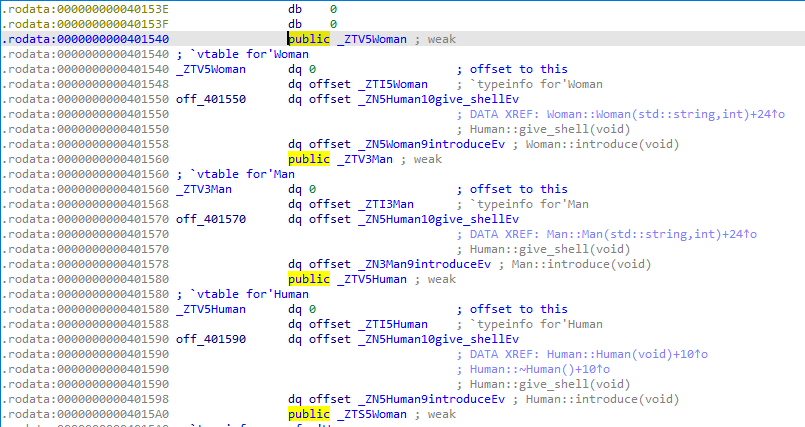 .rodata:000000000040153E db 0
.rodata:000000000040153F db 0
.rodata:0000000000401540 public _ZTV5Woman ; weak
.rodata:0000000000401540 ; `vtable for'Woman
.rodata:0000000000401540 _ZTV5Woman dq 0 ; offset to this
.rodata:0000000000401548 dq offset _ZTI5Woman ; `typeinfo for'Woman
.rodata:0000000000401550 off_401550 dq offset _ZN5Human10give_shellEv
.rodata:0000000000401550 ; DATA XREF: Woman::Woman(std::string,int)+24↑o
.rodata:0000000000401550 ; Human::give_shell(void)
.rodata:0000000000401558 dq offset _ZN5Woman9introduceEv ; Woman::introduce(void)
.rodata:0000000000401560 public _ZTV3Man ; weak
.rodata:0000000000401560 ; `vtable for'Man
.rodata:0000000000401560 _ZTV3Man dq 0 ; offset to this
.rodata:0000000000401568 dq offset _ZTI3Man ; `typeinfo for'Man
.rodata:0000000000401570 off_401570 dq offset _ZN5Human10give_shellEv
.rodata:0000000000401570 ; DATA XREF: Man::Man(std::string,int)+24↑o
.rodata:0000000000401570 ; Human::give_shell(void)
.rodata:0000000000401578 dq offset _ZN3Man9introduceEv ; Man::introduce(void)
.rodata:0000000000401580 public _ZTV5Human ; weak
.rodata:0000000000401580 ; `vtable for'Human
.rodata:0000000000401580 _ZTV5Human dq 0 ; offset to this
.rodata:0000000000401588 dq offset _ZTI5Human ; `typeinfo for'Human
.rodata:0000000000401590 off_401590 dq offset _ZN5Human10give_shellEv
.rodata:0000000000401590 ; DATA XREF: Human::Human(void)+10↑o
.rodata:0000000000401590 ; Human::~Human()+10↑o
.rodata:0000000000401590 ; Human::give_shell(void)
.rodata:0000000000401598 dq offset _ZN5Human9introduceEv ; Human::introduce(void)
.rodata:00000000004015A0 public _ZTS5Woman ; weak